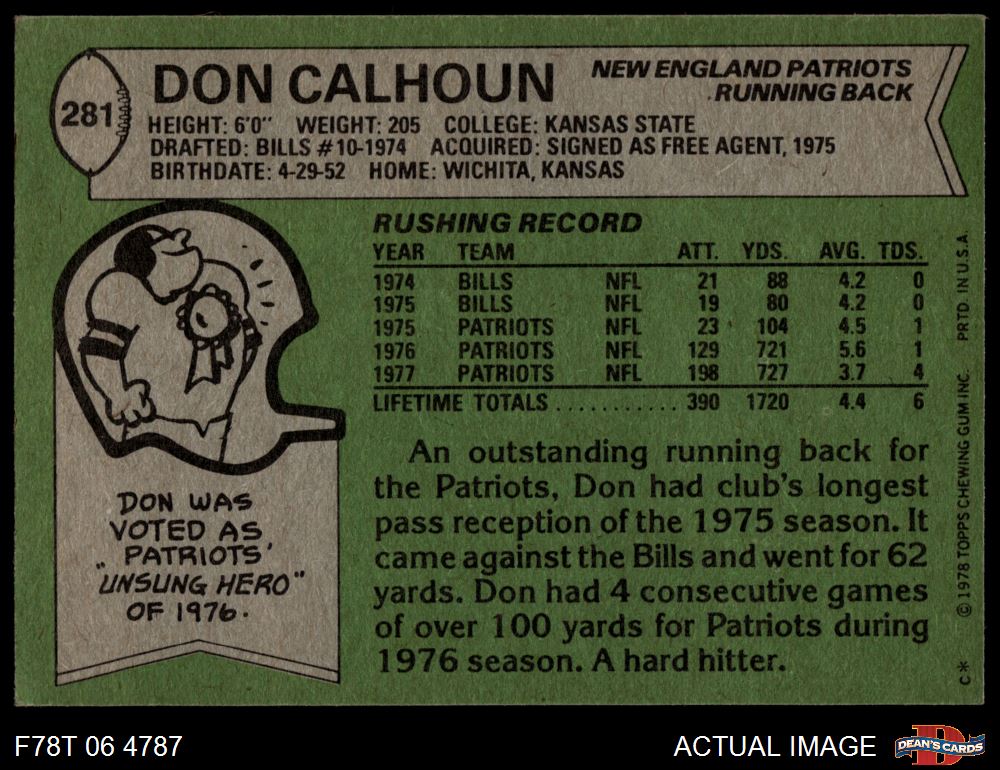 281
DON CALHOUN
NEW ENGLAND PATRIOTS
RUNNING BACK
HEIGHT: 6'0" WEIGHT: 205 COLLEGE: KANSAS STATE
DRAFTED: BILLS #10-1974 ACQUIRED: SIGNED AS FREE AGENT, 1975
BIRTHDATE: 4-29-52 HOME: WICHITA, KANSAS
RUSHING RECORD
YEAR TEAM ATT. YDS. AVG. TDS.
1974 BILLS NFL 21 88 4.2 0
1975 BILLS NFL 19 80 4.2 0
1975 PATRIOTS NFL 23 104 4.5 1
1976 PATRIOTS NFL 129 721 5.6 1
1977 PATRIOTS NFL 198 727 3.7 4
LIFETIME TOTALS ........... 390 1720 4.4 6
An outstanding running back for
the Patriots, Don had club's longest
pass reception of the 1975 season. It
came against the Bills and went for 62
yards. Don had 4 consecutive games
of over 100 yards for Patriots during
1976 season. A hard hitter.
DON WAS
VOTED AS
"PATRIOTS'
UNSUNG HERO"
OF 1976.
C* © 1978 TOPPS CHEWING GUM INC. PRTD. IN U.S.A.
F78T 06 4787
ACTUAL IMAGE
D
DEAN'S CARDS